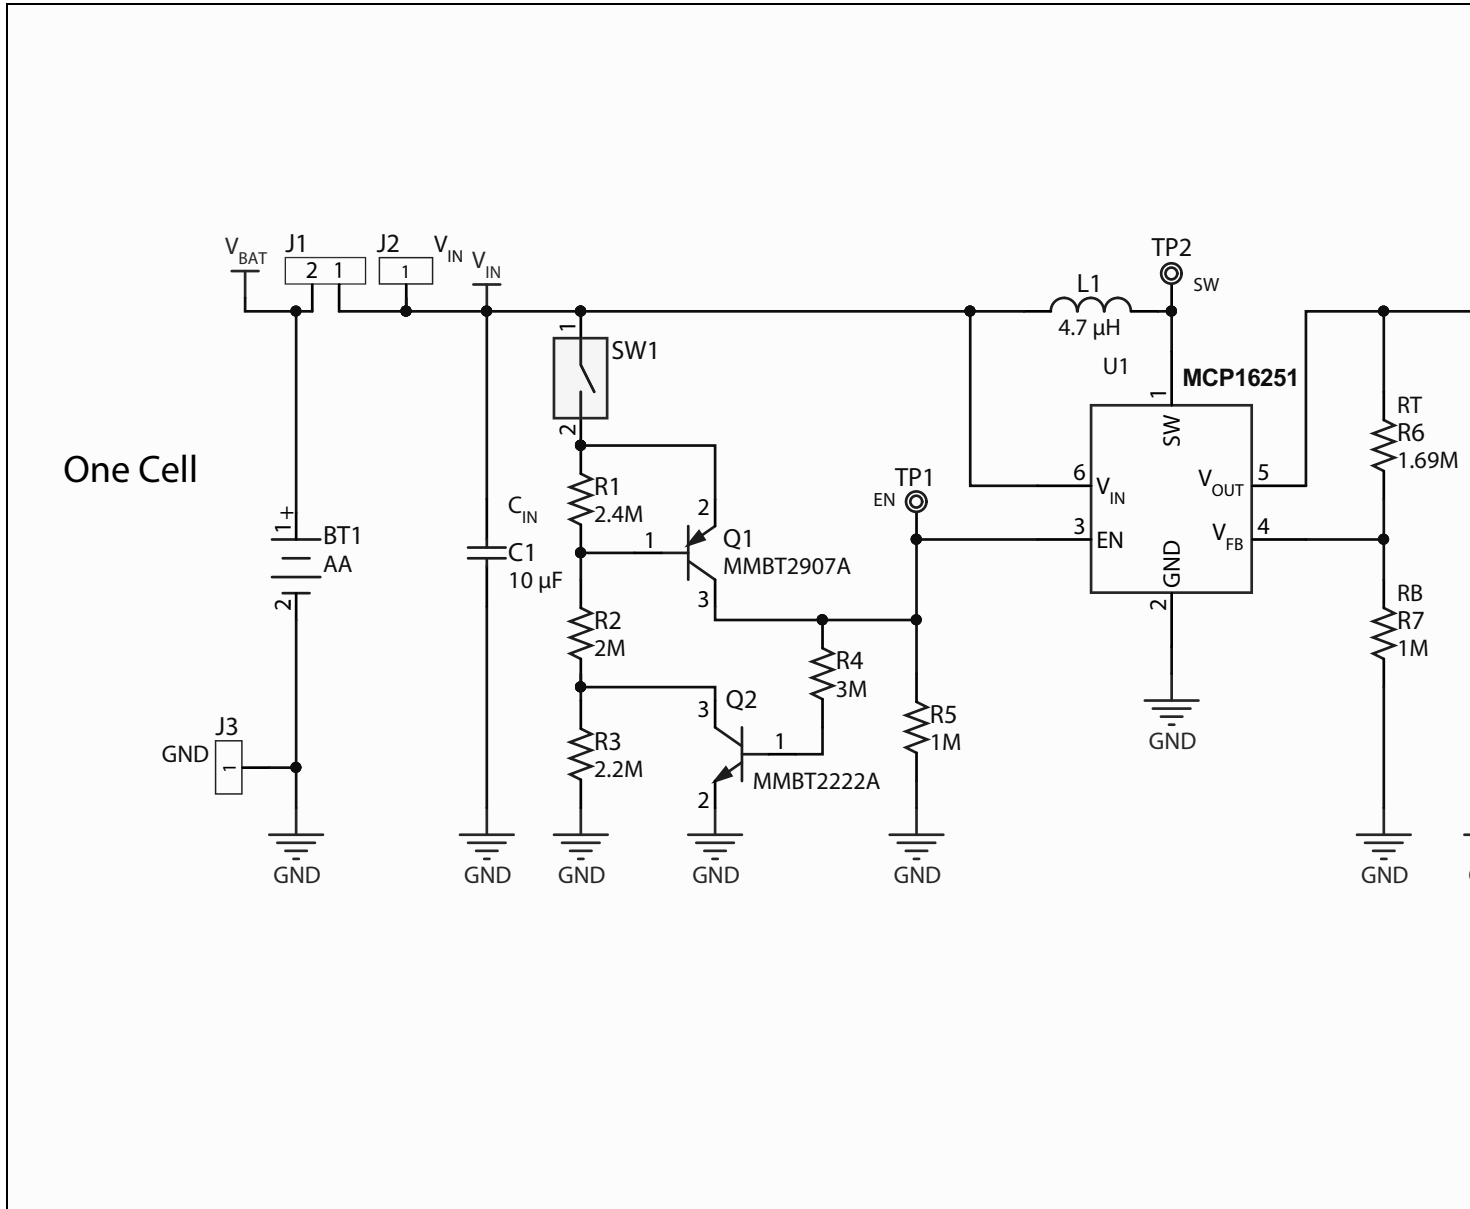 V_BAT
J1
2 1
J2
1
V_IN
V_IN
TP2
SW
L1
4.7 µH
U1
MCP16251
1
SW
1
SW1
2
RT
R6
1.69M
One Cell
R1
2.4M
2
TP1
EN
6
V_IN
V_OUT
5
C_IN
1+
BT1
AA
C1
10 µF
1
Q1
MMBT2907A
3
EN
V_FB
4
GND
2
2
3
R2
2M
R4
3M
RB
R7
1M
Q2
3
R5
1M
J3
GND
1
R3
2.2M
1
MMBT2222A
2
GND
GND
GND
GND
GND
GND
GND